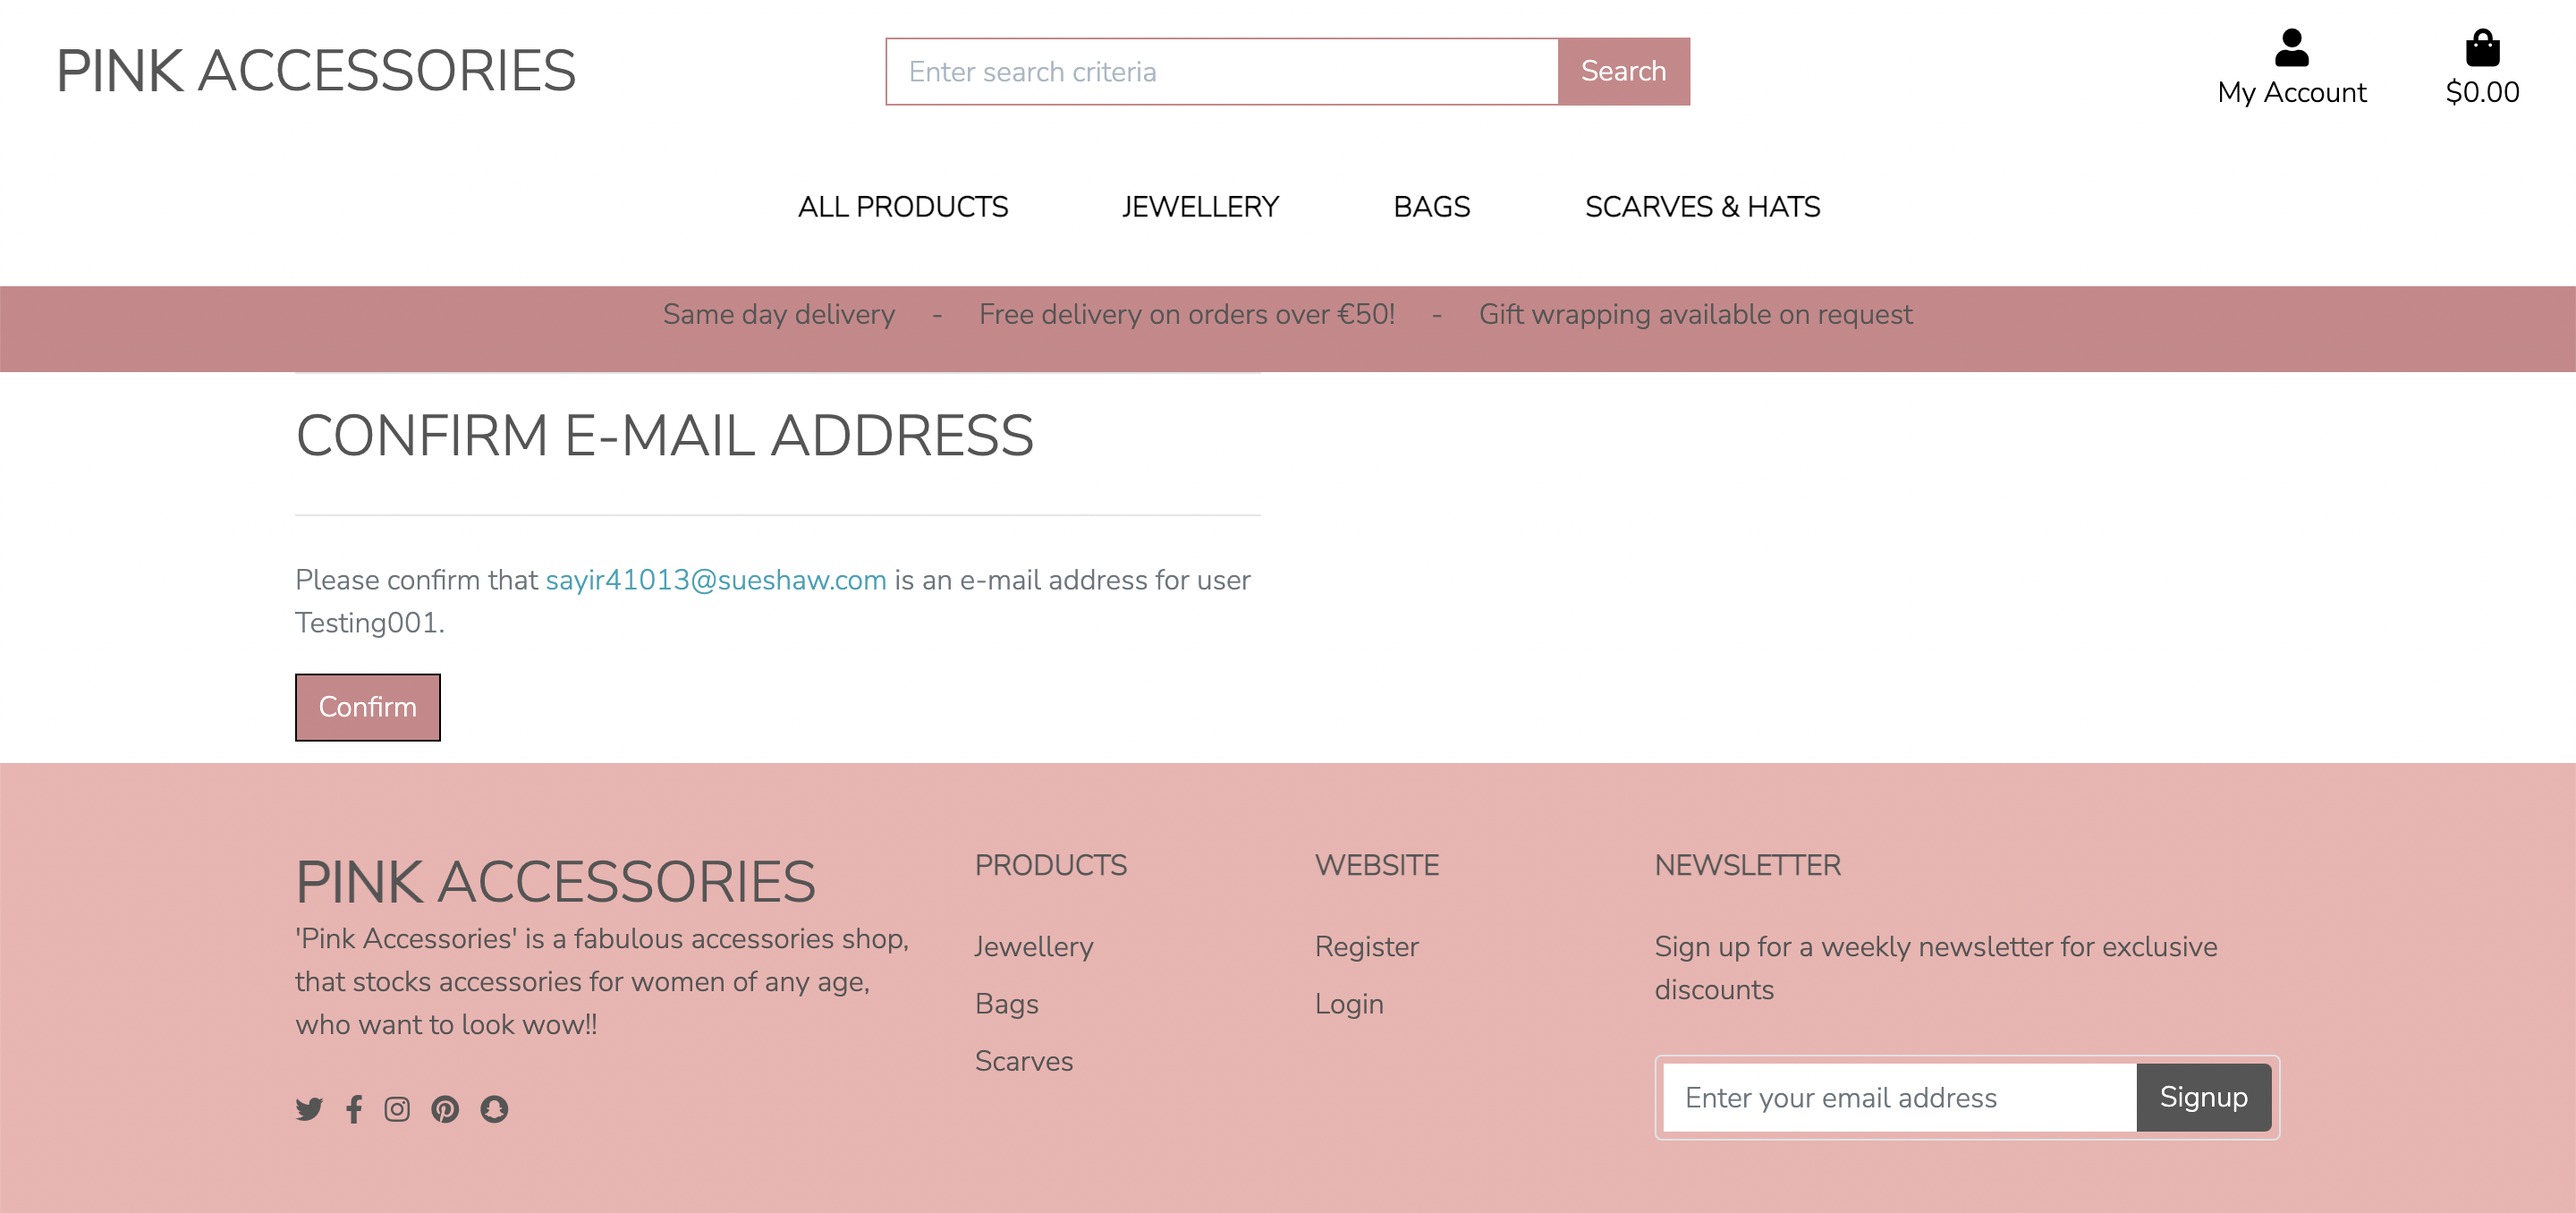 PINK ACCESSORIES
Enter search criteria
Search
My Account
$0.00
ALL PRODUCTS
JEWELLERY
BAGS
SCARVES & HATS
Same day delivery - Free delivery on orders over €50! - Gift wrapping available on request
CONFIRM E-MAIL ADDRESS
Please confirm that sayir41013@sueshaw.com is an e-mail address for user
Testing001.
Confirm
PINK ACCESSORIES
'Pink Accessories' is a fabulous accessories shop,
that stocks accessories for women of any age,
who want to look wow!!
PRODUCTS
Jewellery
Bags
Scarves
WEBSITE
Register
Login
NEWSLETTER
Sign up for a weekly newsletter for exclusive
discounts
Enter your email address
Signup